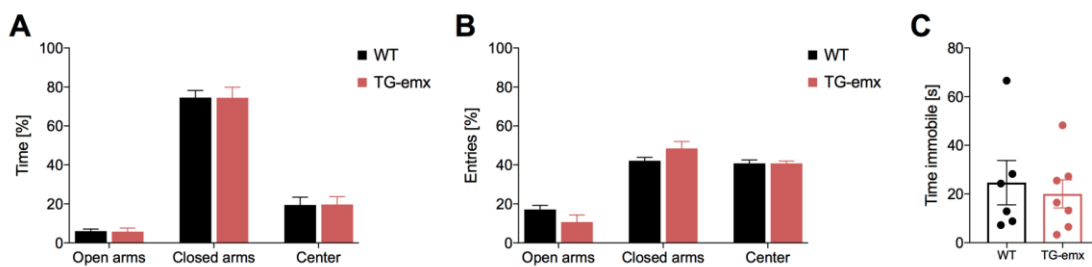 A
Time [%]
100
80
60
40
20
0
Open arms Closed arms Center
WT
TG-emx
B
Entries [%]
100
80
60
40
20
0
Open arms Closed arms Center
WT
TG-emx
C
Time immobile [s]
80
60
40
20
0
WT TG-emx